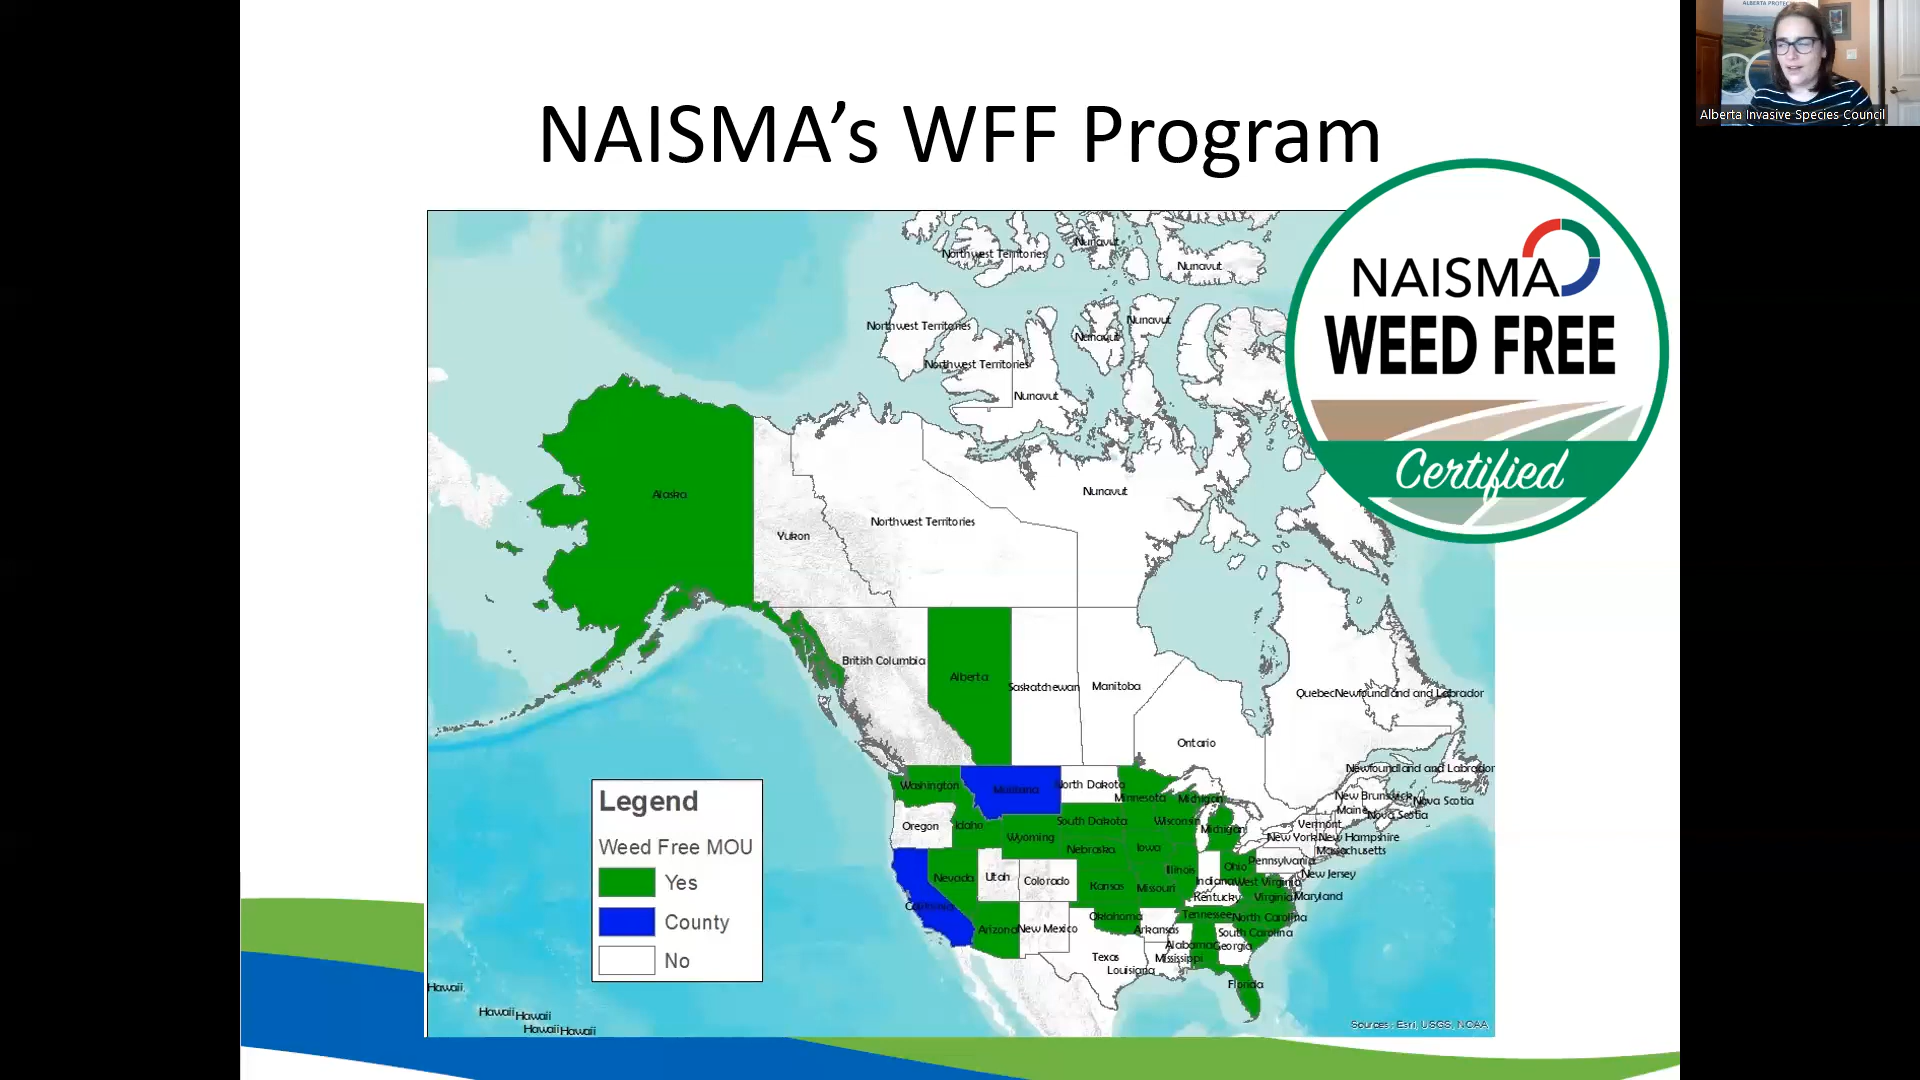 ALBERTA PROTEC
Alberta Invasive Species Council
NAISMA's WFF Program
NAISMA
WEED FREE
Certified
Nunavut
Northwest Territories
Nunavut
Northwest Territories
Nunavut
Nunavut
Northwest Territories
Nunavut
Alaska
Nunavut
Northwest Territories
Yukon
British Columbia
Alberta
Saskatchewan
Manitoba
Quebec
Newfoundland and Labrador
Ontario
Newfoundland and Labrador
Washington
Montana
North Dakota
Minnesota
Michigan
New Brunswick
Nova Scotia
Maine
Nova Scotia
Oregon
Idaho
South Dakota
Wisconsin
Michigan
Vermont
Wyoming
New York
New Hampshire
Nebraska
Iowa
Massachusetts
Pennsylvania
Nevada
Utah
Colorado
Kansas
Missouri
Illinois
Indiana
Ohio
West Virginia
New Jersey
Kentucky
Virginia
Maryland
California
Arizona
New Mexico
Oklahoma
Arkansas
Tennessee
North Carolina
South Carolina
Alabama
Georgia
Texas
Louisiana
Mississippi
Florida
Legend
Weed Free MOU
Yes
County
No
Hawaii
Hawaii
Hawaii
Hawaii
Hawaii
Sources: Esri, USGS, NOAA